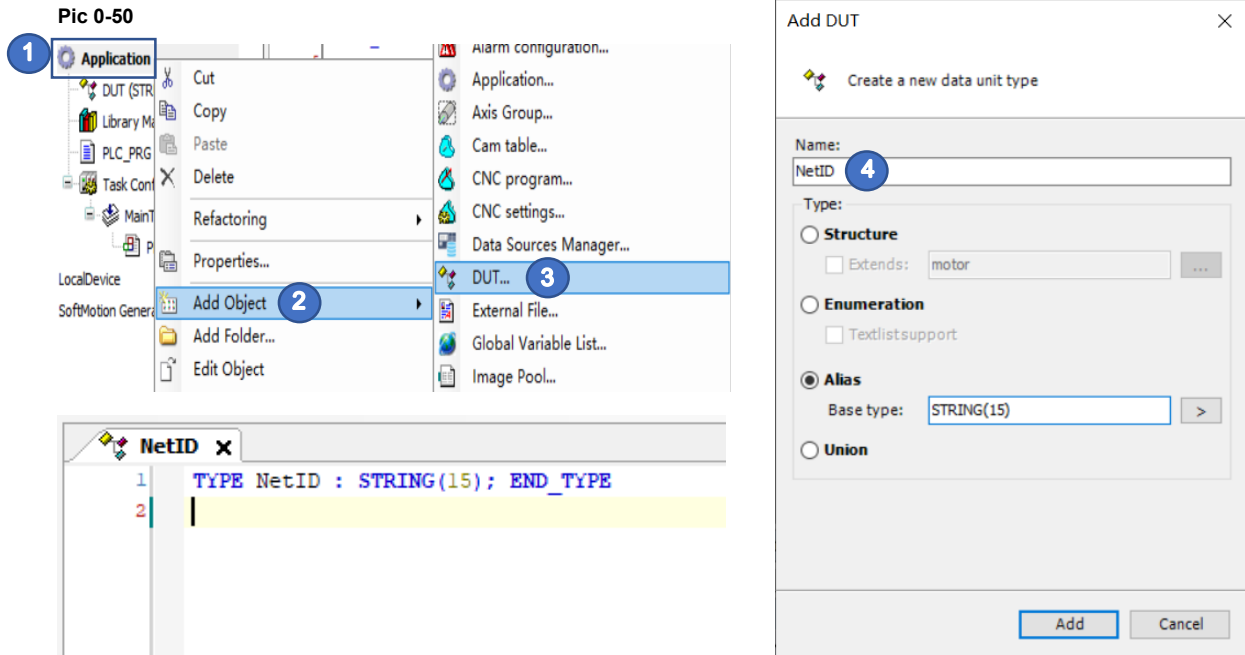 Pic 0-50
1
Application
DUT (STR
Library Ma
PLC_PRG
Task Conf
MainT
P
LocalDevice
SoftMotion Genera
Cut
Copy
Paste
Delete
Refactoring
Properties...
Add Object 2
Add Folder...
Edit Object
Alarm configuration...
Application...
Axis Group...
Cam table...
CNC program...
CNC settings...
Data Sources Manager...
DUT... 3
External File...
Global Variable List...
Image Pool...
NetID x
1 TYPE NetID : STRING(15); END_TYPE
2
Add DUT
Create a new data unit type
Name:
NetID 4
Type:
Structure
Extends: motor ...
Enumeration
Textlistsupport
Alias
Base type: STRING(15) >
Union
Add Cancel